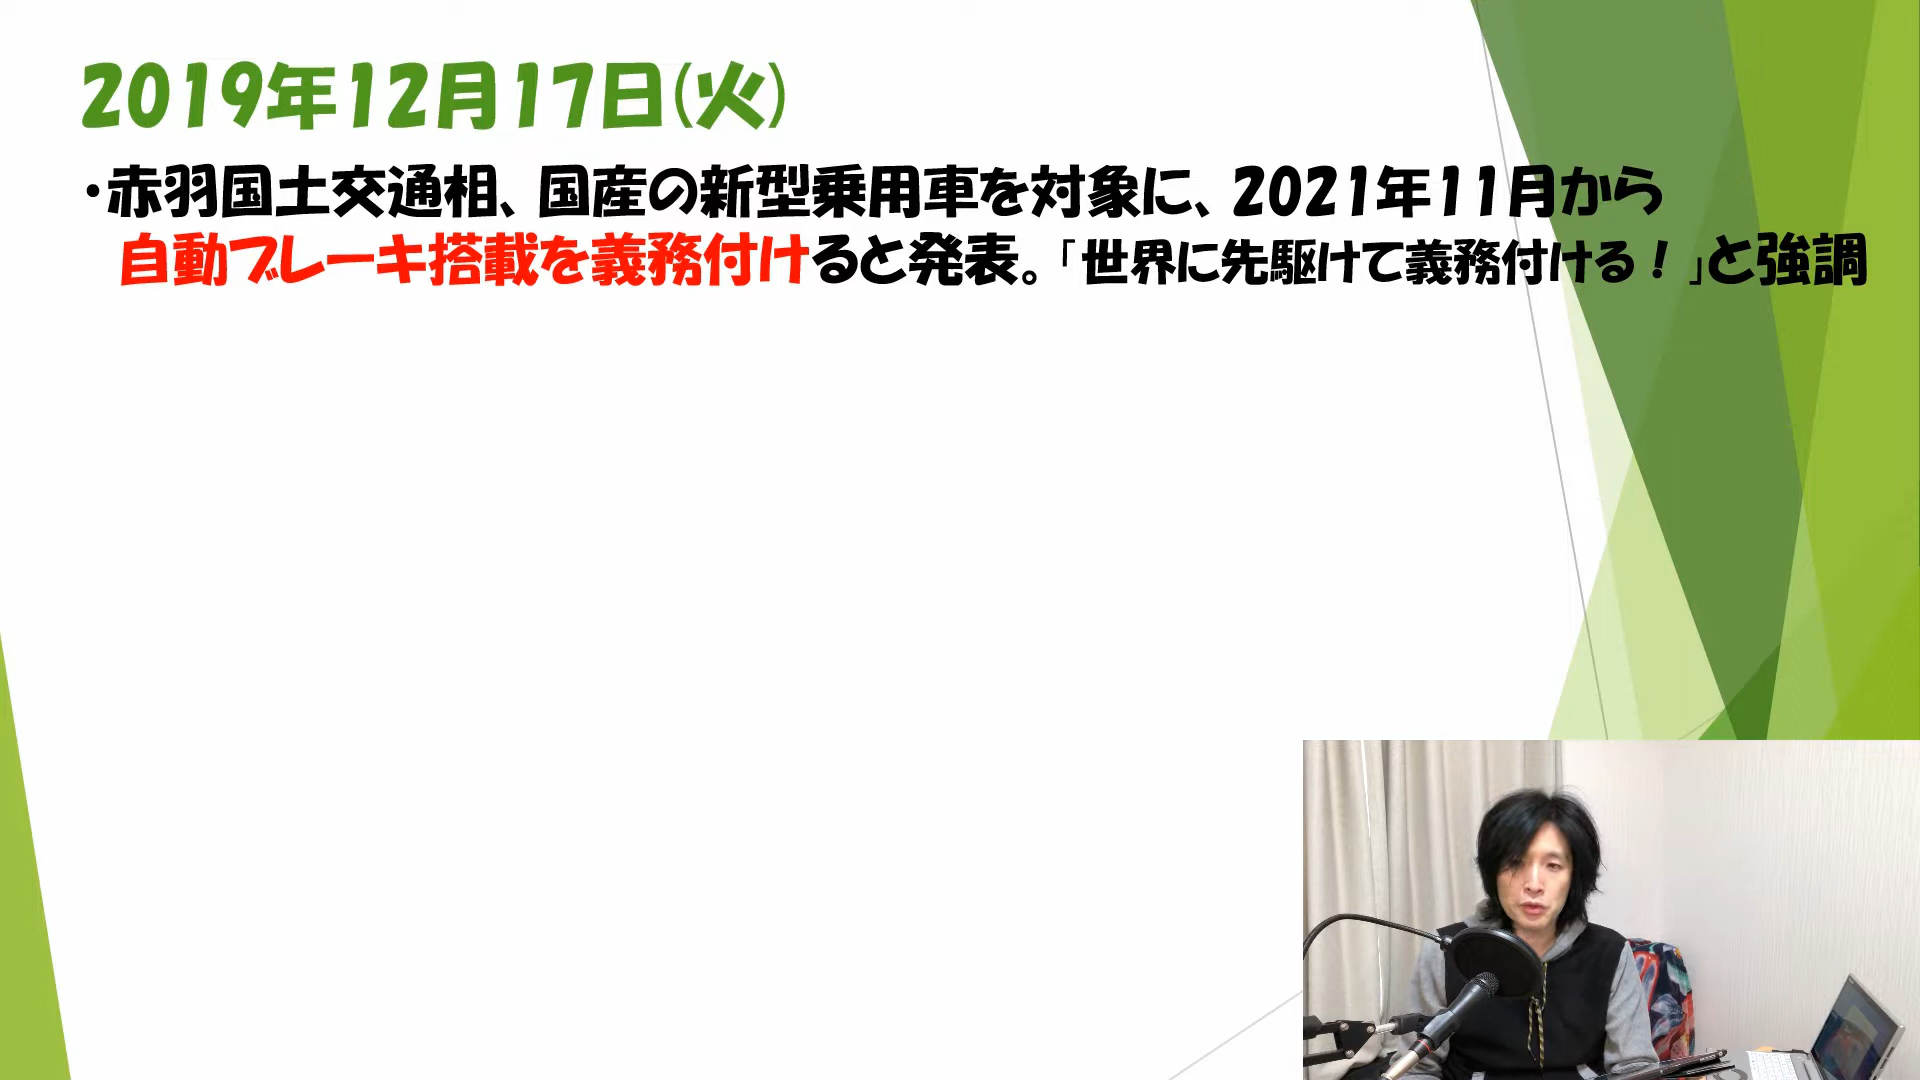 2019年12月17日(火)
・赤羽国土交通相、国産の新型乗用車を対象に、2021年11月から
自動ブレーキ搭載を義務付けると発表。「世界に先駆けて義務付ける！」と強調